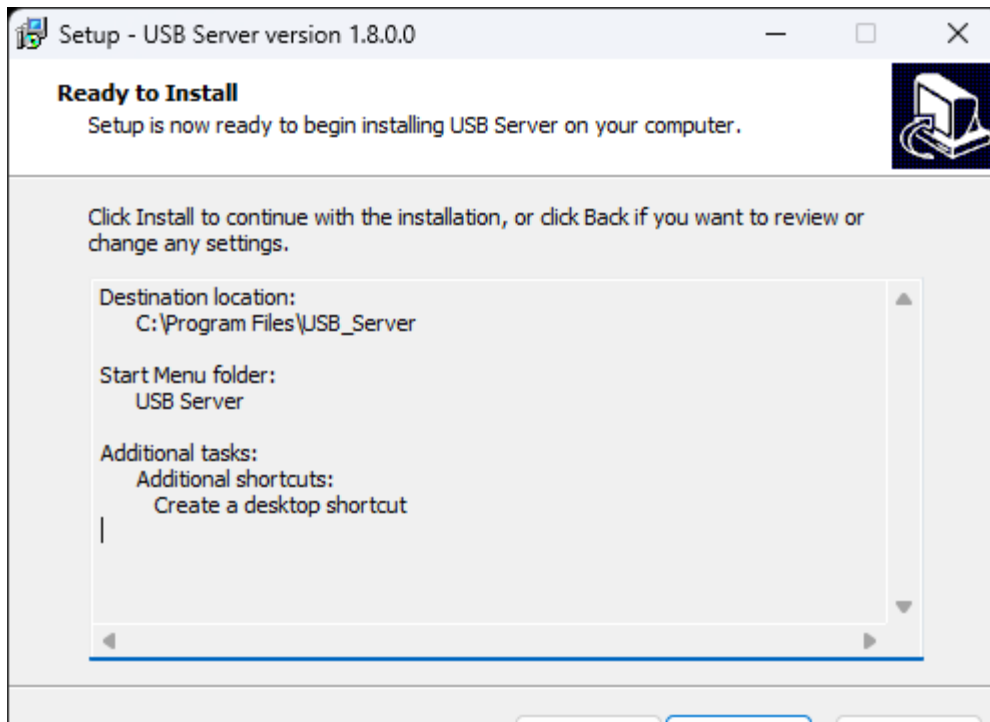 Setup - USB Server version 1.8.0.0
Ready to Install
Setup is now ready to begin installing USB Server on your computer.
Click Install to continue with the installation, or click Back if you want to review or
change any settings.
Destination location:
C:\Program Files\USB_Server
Start Menu folder:
USB Server
Additional tasks:
Additional shortcuts:
Create a desktop shortcut